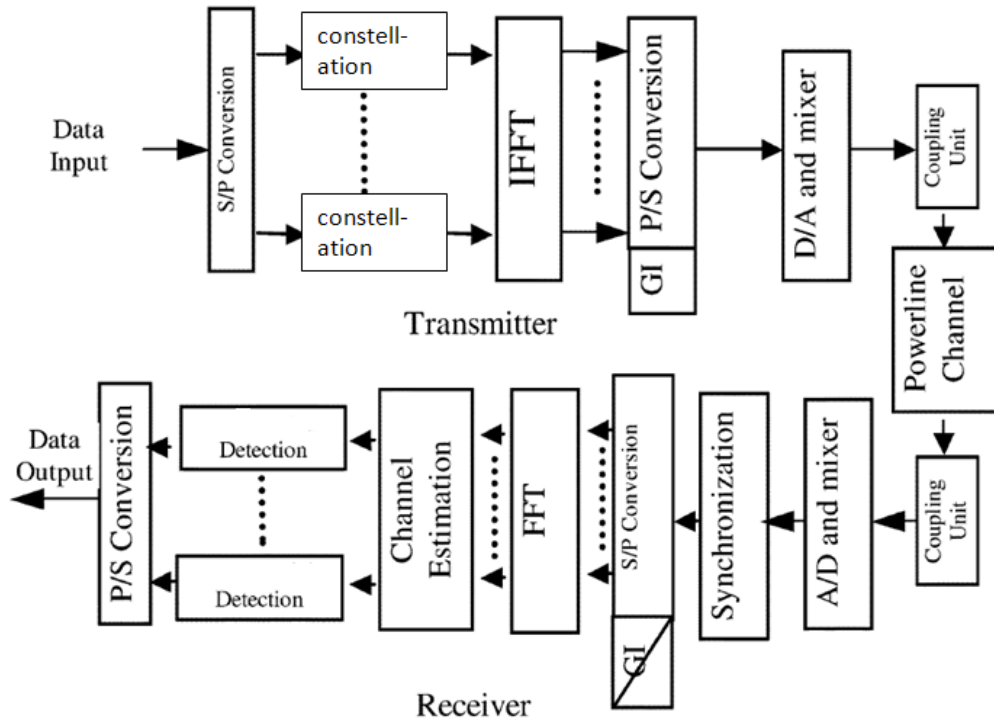 Data
Input
S/P Conversion
constell-
ation
constell-
ation
IFFT
P/S Conversion
GI
D/A and mixer
Coupling
Unit
Transmitter
Powerline
Channel
Data
Output
P/S Conversion
Detection
Detection
Channel
Estimation
FFT
S/P Conversion
GI
Synchronization
A/D and mixer
Coupling
Unit
Receiver